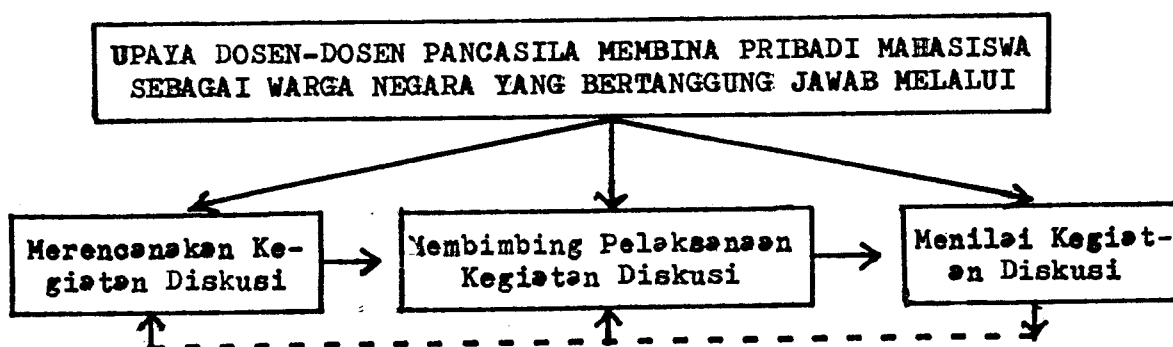 UPAYA DOSEN-DOSEN PANCASILA MEMBINA PRIBADI MAHASISWA
SEBAGAI WARGA NEGARA YANG BERTANGGUNG JAWAB MELALUI
Merencanakan Ke-
giatan Diskusi
Membimbing Pelaksanaan
Kegiatan Diskusi
Menilai Kegiat-
an Diskusi